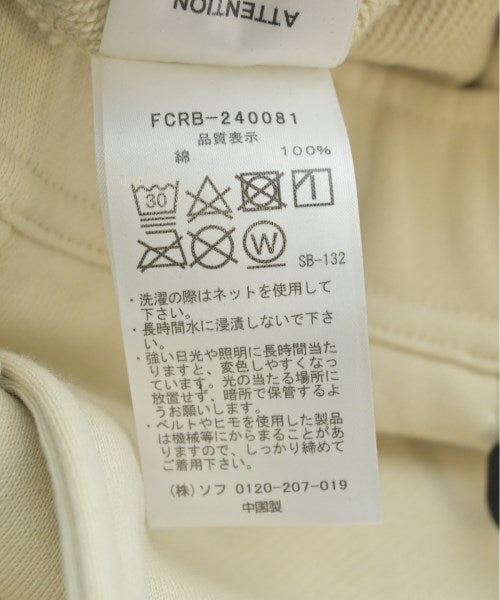 ATTENTION
FCRB-240081
品質表示
綿 100%
30
W
SB-132
・洗濯の際はネットを使用して
下さい。
・長時間水に浸漬しないで下さ
い。
・強い日光や照明に長時間当た
りますと、変色しやすくなっ
ています。光の当たる場所に
放置せず、暗所で保管するよ
うお願いします。
・ベルトやヒモを使用した製品
は機械等にからまることがあ
りますので、しっかり締めて
ご着用下さい。
(株)ソフ 0120-207-019
中国製